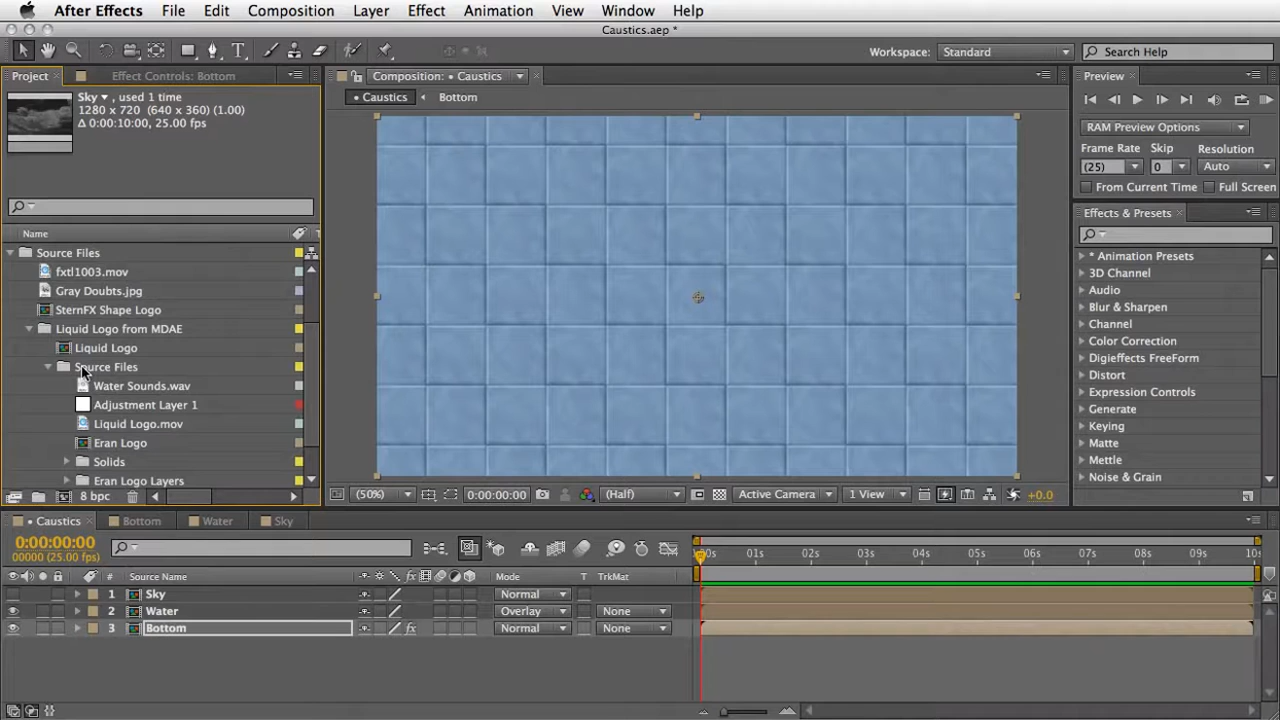 After Effects File Edit Composition Layer Effect Animation View Window Help
Caustics.aep *
Workspace: Standard Search Help
Project Effect Controls: Bottom Composition: • Caustics Preview
Sky, used 1 time
1280 x 720 (640 x 360) (1.00)
Δ 0:00:10:00, 25.00 fps
• Caustics Bottom
RAM Preview Options
Frame Rate Skip Resolution
(25) 0 Auto
From Current Time Full Screen
Effects & Presets
Name
Source Files
fxtl1003.mov
Gray Doubts.jpg
SternFX Shape Logo
Liquid Logo from MDAE
Liquid Logo
Source Files
Water Sounds.wav
Adjustment Layer 1
Liquid Logo.mov
Eran Logo
Solids
Eran Logo Layers
8 bpc
* Animation Presets
3D Channel
Audio
Blur & Sharpen
Channel
Color Correction
Digieffects FreeForm
Distort
Expression Controls
Generate
Keying
Matte
Mettle
Noise & Grain
(50%) 0:00:00:00 (Half) Active Camera 1 View +0.0
• Caustics Bottom Water Sky
0:00:00:00
00000 (25.00 fps)
:00s 01s 02s 03s 04s 05s 06s 07s 08s 09s 10s
# Source Name Mode T TrkMat
1 Sky Normal
2 Water Overlay None
3 Bottom Normal None